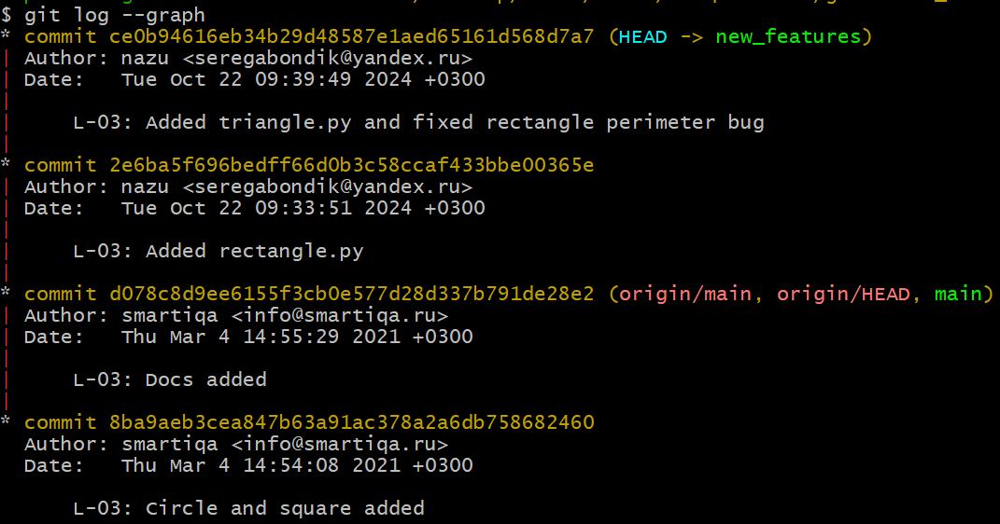 $ git log --graph
* commit ce0b94616eb34b29d48587e1aed65161d568d7a7 (HEAD -> new_features)
| Author: nazu <seregabondik@yandex.ru>
| Date:   Tue Oct 22 09:39:49 2024 +0300
|
|     L-03: Added triangle.py and fixed rectangle perimeter bug
|
* commit 2e6ba5f696bedff66d0b3c58ccaf433bbe00365e
| Author: nazu <seregabondik@yandex.ru>
| Date:   Tue Oct 22 09:33:51 2024 +0300
|
|     L-03: Added rectangle.py
|
* commit d078c8d9ee6155f3cb0e577d28d337b791de28e2 (origin/main, origin/HEAD, main)
| Author: smartiqa <info@smartiqa.ru>
| Date:   Thu Mar 4 14:55:29 2021 +0300
|
|     L-03: Docs added
|
* commit 8ba9aeb3cea847b63a91ac378a2a6db758682460
  Author: smartiqa <info@smartiqa.ru>
  Date:   Thu Mar 4 14:54:08 2021 +0300

      L-03: Circle and square added